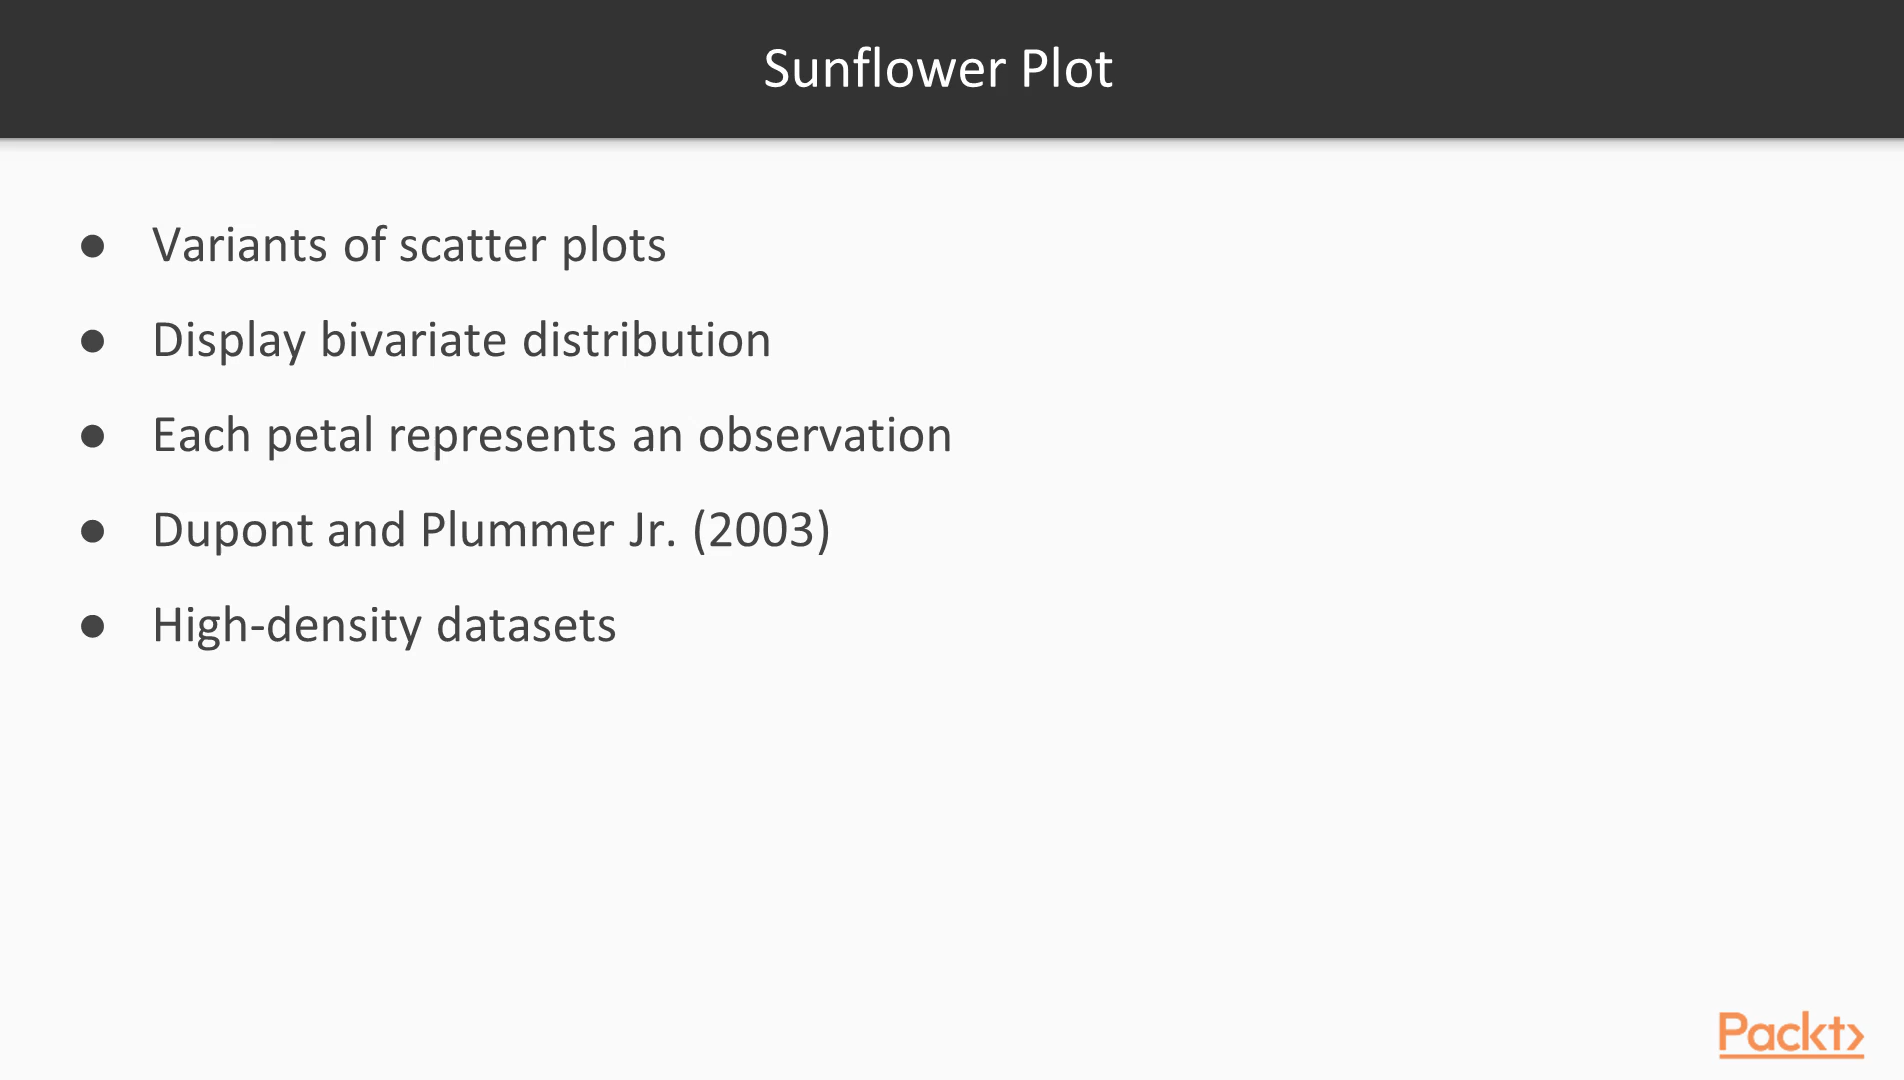 Sunflower Plot
● Variants of scatter plots
● Display bivariate distribution
● Each petal represents an observation
● Dupont and Plummer Jr. (2003)
● High-density datasets
Packt>